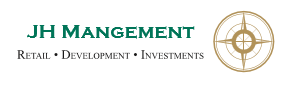 JH Mangement
Retail • Development • Investments